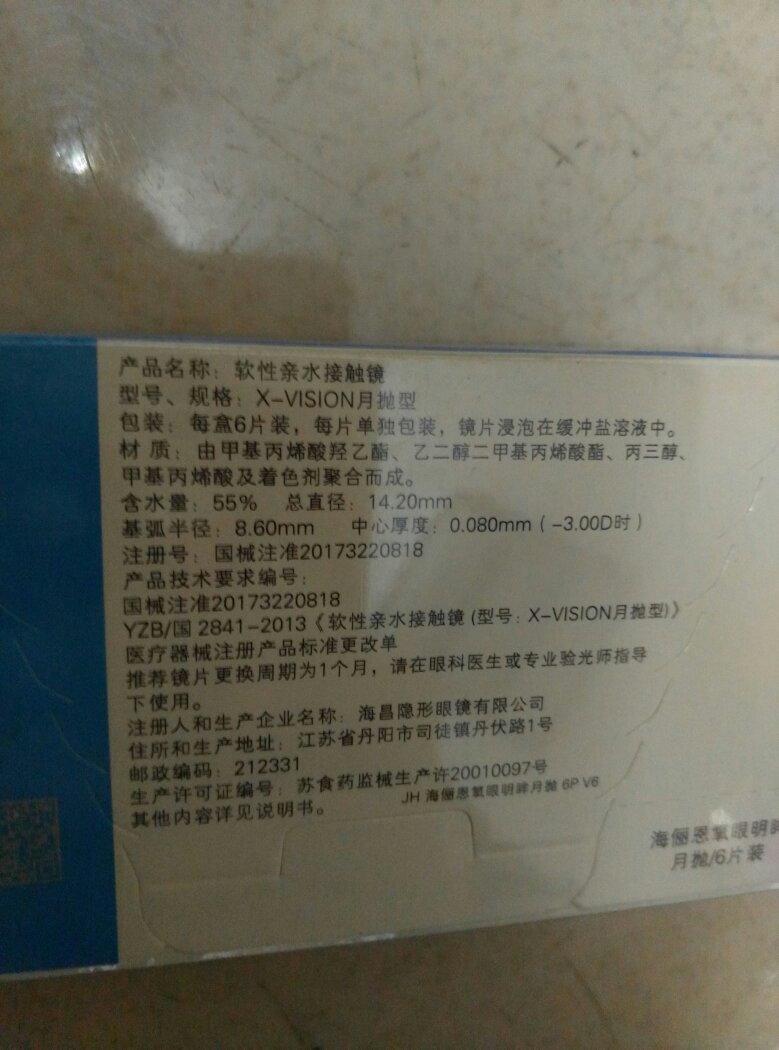 产品名称：软性亲水接触镜
型号、规格：X-VISION月抛型
包装：每盒6片装，每片单独包装，镜片浸泡在缓冲盐溶液中。
材 质：由甲基丙烯酸羟乙酯、乙二醇二甲基丙烯酸酯、丙三醇、
甲基丙烯酸及着色剂聚合而成。
含水量：55% 总直径：14.20mm
基弧半径：8.60mm 中心厚度：0.080mm（-3.00D时）
注册号：国械注准20173220818
产品技术要求编号：
国械注准20173220818
YZB/国 2841-2013《软性亲水接触镜(型号：X-VISION月抛型)》
医疗器械注册产品标准更改单
推荐镜片更换周期为1个月，请在眼科医生或专业验光师指导
下使用。
注册人和生产企业名称：海昌隐形眼镜有限公司
住所和生产地址：江苏省丹阳市司徒镇丹伏路1号
邮政编码：212331
生产许可证编号：苏食药监械生产许20010097号
其他内容详见说明书。
JH 海俪恩氧眼明眸月抛 6P V6
海俪恩氧眼明眸
月抛/6片装